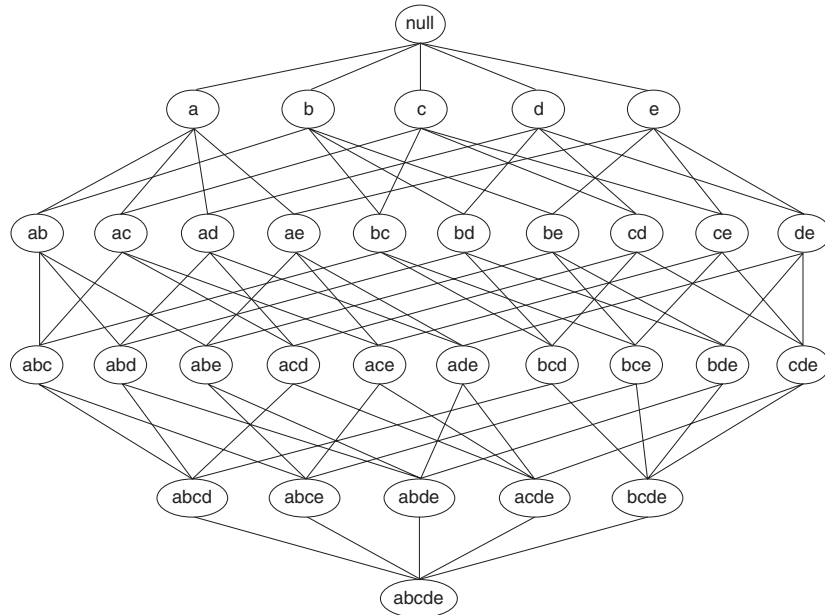 null
a b c d e
ab ac ad ae bc bd be cd ce de
abc abd abe acd ace ade bcd bce bde cde
abcd abce abde acde bcde
abcde